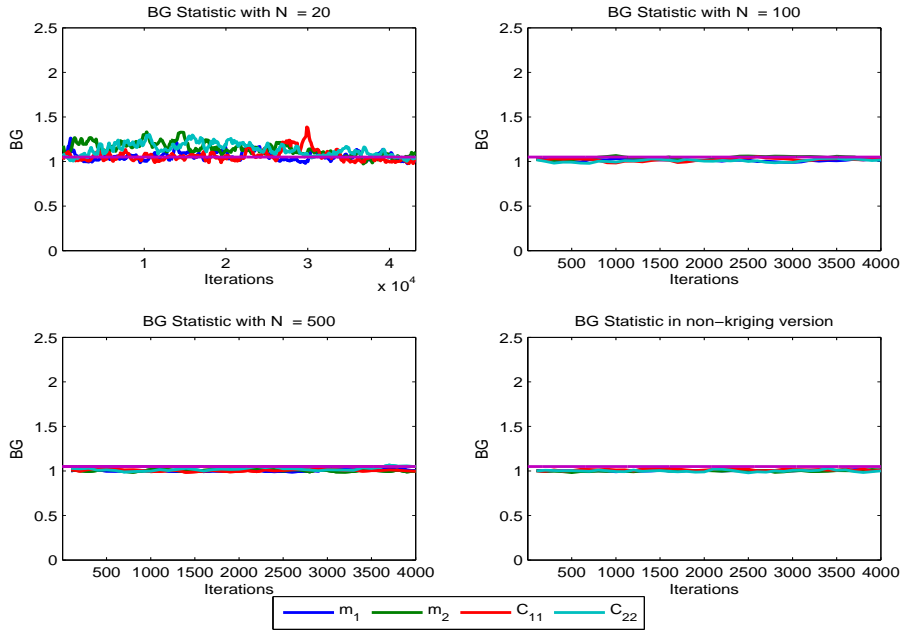 BG Statistic with N = 20
2.5
2
1.5
1
0.5
0
BG
1 2 3 4
Iterations
x 10^4
BG Statistic with N = 100
2.5
2
1.5
1
0.5
0
BG
500 1000 1500 2000 2500 3000 3500 4000
Iterations
BG Statistic with N = 500
2.5
2
1.5
1
0.5
0
BG
500 1000 1500 2000 2500 3000 3500 4000
Iterations
BG Statistic in non−kriging version
2.5
2
1.5
1
0.5
0
BG
500 1000 1500 2000 2500 3000 3500 4000
Iterations
m_1 m_2 C_11 C_22